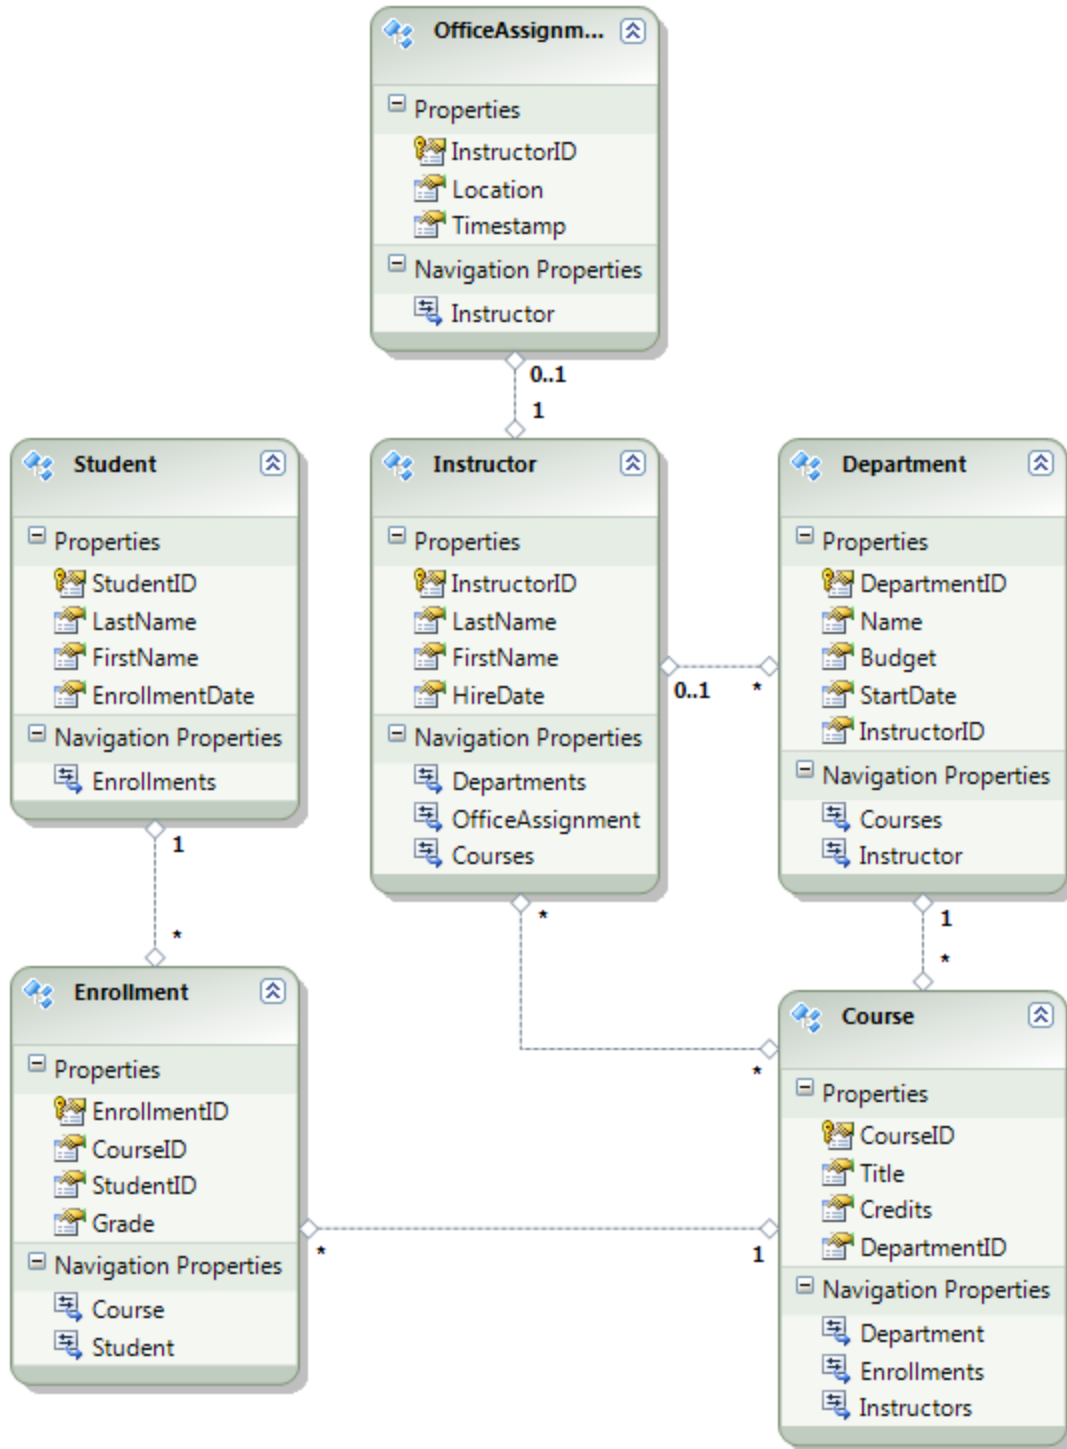 OfficeAssignm...
Properties
InstructorID
Location
Timestamp
Navigation Properties
Instructor
0..1
1
Student
Properties
StudentID
LastName
FirstName
EnrollmentDate
Navigation Properties
Enrollments
1
*
Instructor
Properties
InstructorID
LastName
FirstName
HireDate
Navigation Properties
Departments
OfficeAssignment
Courses
0..1
*
*
*
Department
Properties
DepartmentID
Name
Budget
StartDate
InstructorID
Navigation Properties
Courses
Instructor
1
*
Enrollment
Properties
EnrollmentID
CourseID
StudentID
Grade
Navigation Properties
Course
Student
*
1
Course
Properties
CourseID
Title
Credits
DepartmentID
Navigation Properties
Department
Enrollments
Instructors